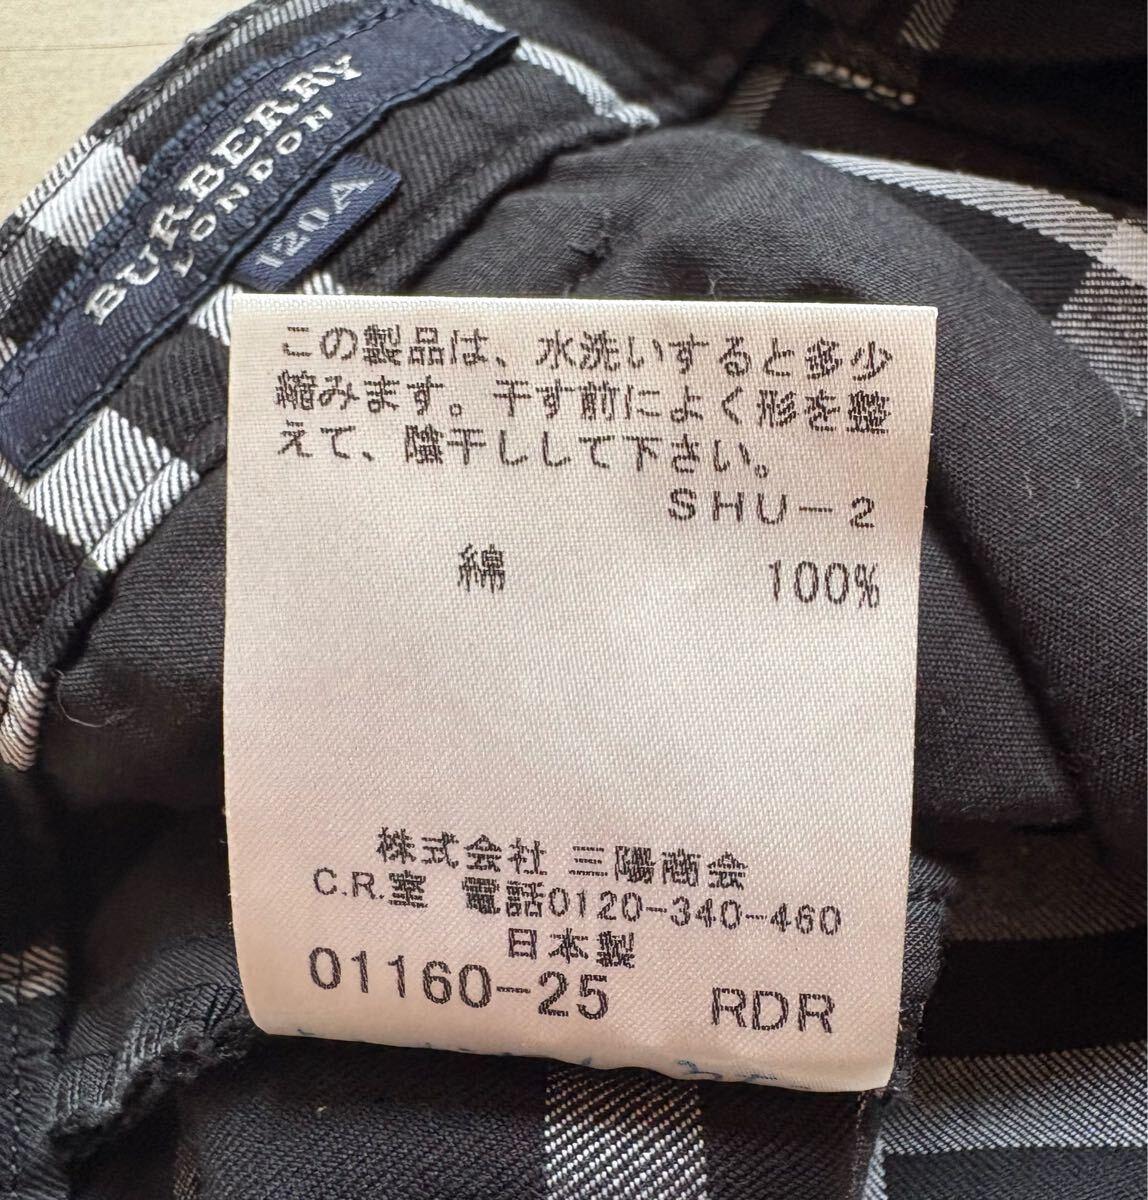 BURBERRY
LONDON
120A
この製品は、水洗いすると多少
縮みます。干す前によく形を整
えて、陰干しして下さい。
SHU-2
綿 100%
株式会社 三陽商会
C.R.室 電話0120-340-460
日本製
01160-25 RDR